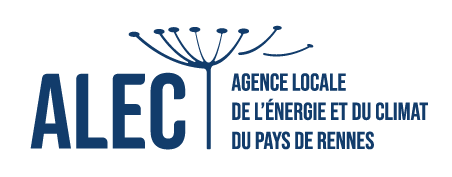 ALEC
AGENCE LOCALE
DE L'ÉNERGIE ET DU CLIMAT
DU PAYS DE RENNES